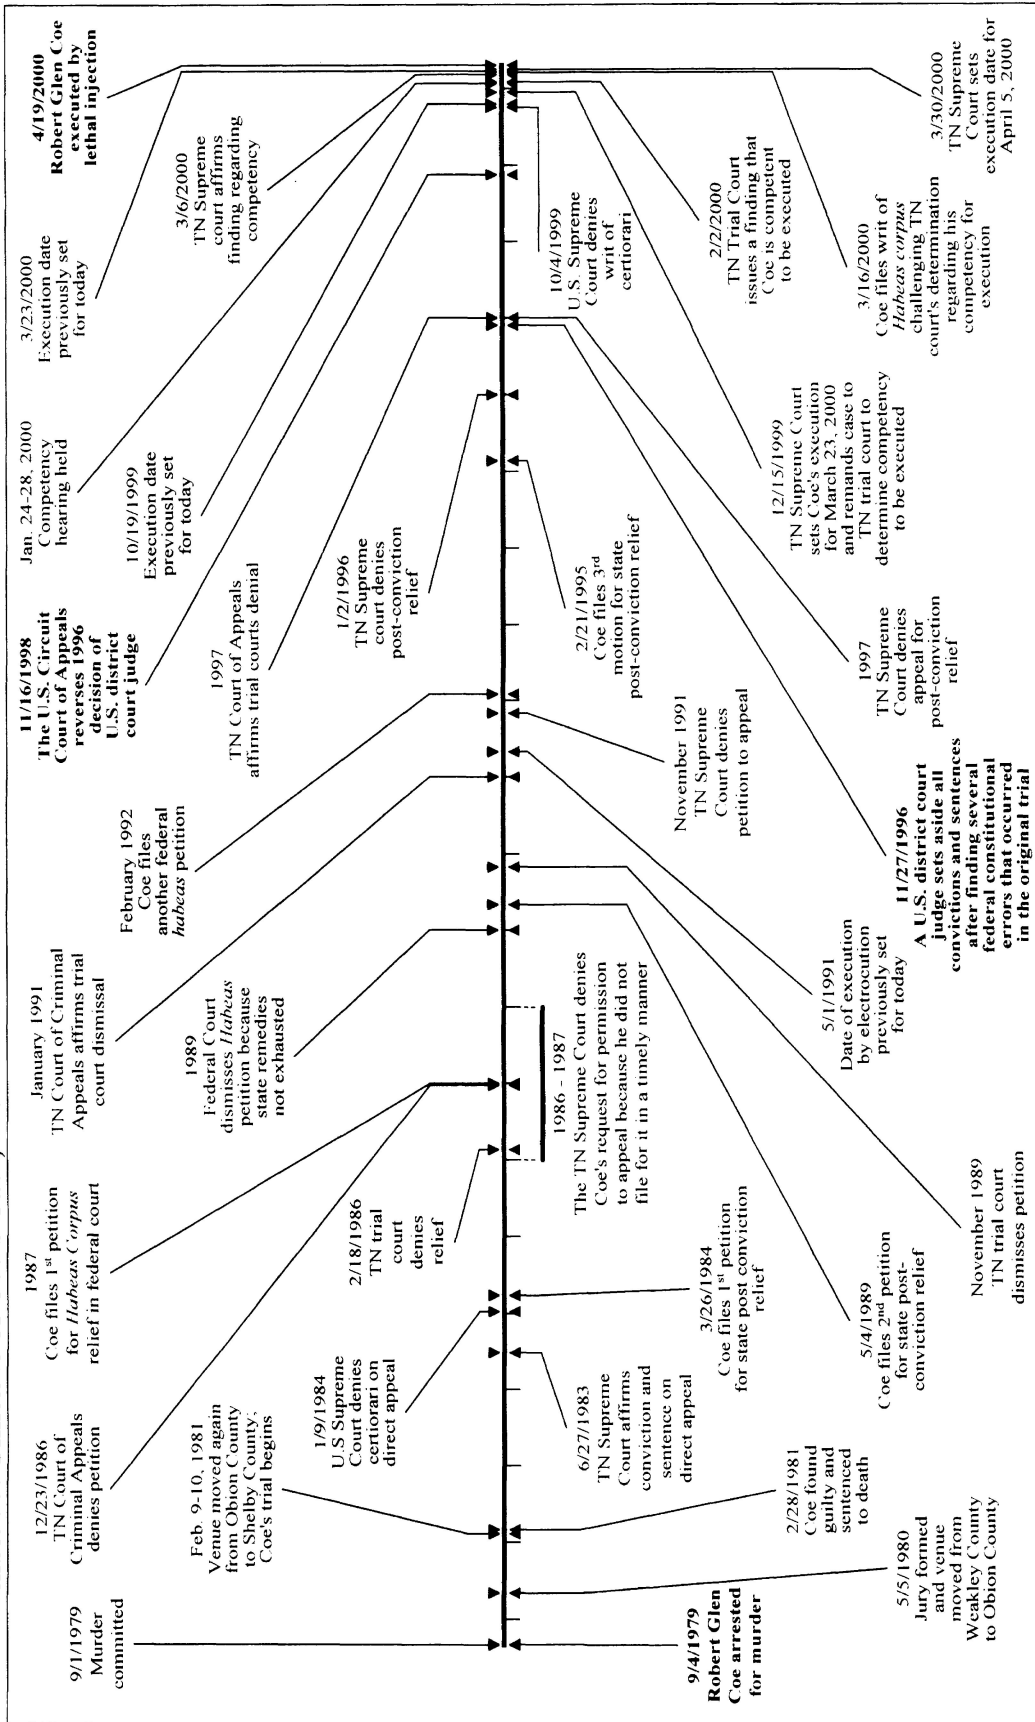 9/1/1979
Murder
committed
12/23/1986
TN Court of
Criminal Appeals
denies petition
1987
Coe files 1st petition
for Habeas Corpus
relief in federal court
January 1991
TN Court of Criminal
Appeals affirms trial
court dismissal
11/16/1998
The U.S. Circuit
Court of Appeals
reverses 1996
decision of
U.S. district
court judge
Jan. 24-28, 2000
Competency
hearing held
3/23/2000
Execution date
previously set
for today
4/19/2000
Robert Glen Coe
executed by
lethal injection
February 1992
Coe files
another federal
habeas petition
10/19/1999
Execution date
previously set
for today
Feb. 9-10, 1981
Venue moved again
from Obion County
to Shelby County;
Coe's trial begins
1989
Federal Court
dismisses Habeas
petition because
state remedies
not exhausted
1997
TN Court of Appeals
affirms trial courts denial
3/6/2000
TN Supreme
court affirms
finding regarding
competency
1/9/1984
U.S Supreme
Court denies
certiorari on
direct appeal
2/18/1986
TN trial
court
denies
relief
1/2/1996
TN Supreme
court denies
post-conviction
relief
1986 - 1987
The TN Supreme Court denies
Coe's request for permission
to appeal because he did not
file for it in a timely manner
6/27/1983
TN Supreme
Court affirms
conviction and
sentence on
direct appeal
2/21/1995
Coe files 3rd
motion for state
post-conviction relief
10/4/1999
U.S. Supreme
Court denies
writ of
certiorari
9/4/1979
Robert Glen
Coe arrested
for murder
3/26/1984
Coe files 1st petition
for state post conviction
relief
November 1991
TN Supreme
Court denies
petition to appeal
2/2/2000
TN Trial Court
issues a finding that
Coe is competent
to be executed
2/28/1981
Coe found
guilty and
sentenced
to death
5/1/1991
Date of execution
by electrocution
previously set
for today
12/15/1999
TN Supreme Court
sets Coe's execution
for March 23, 2000
and remands case to
TN trial court to
determine competency
to be executed
5/4/1989
Coe files 2nd petition
for state post-
conviction relief
1997
TN Supreme
Court denies
appeal for
post-conviction
relief
3/16/2000
Coe files writ of
Habeas corpus
challenging TN
court's determination
regarding his
competency for
execution
5/5/1980
Jury formed
and venue
moved from
Weakley County
to Obion County
November 1989
TN trial court
dismisses petition
11/27/1996
A U.S. district court
judge sets aside all
convictions and sentences
after finding several
federal constitutional
errors that occurred
in the original trial
3/30/2000
TN Supreme
Court sets
execution date for
April 5, 2000